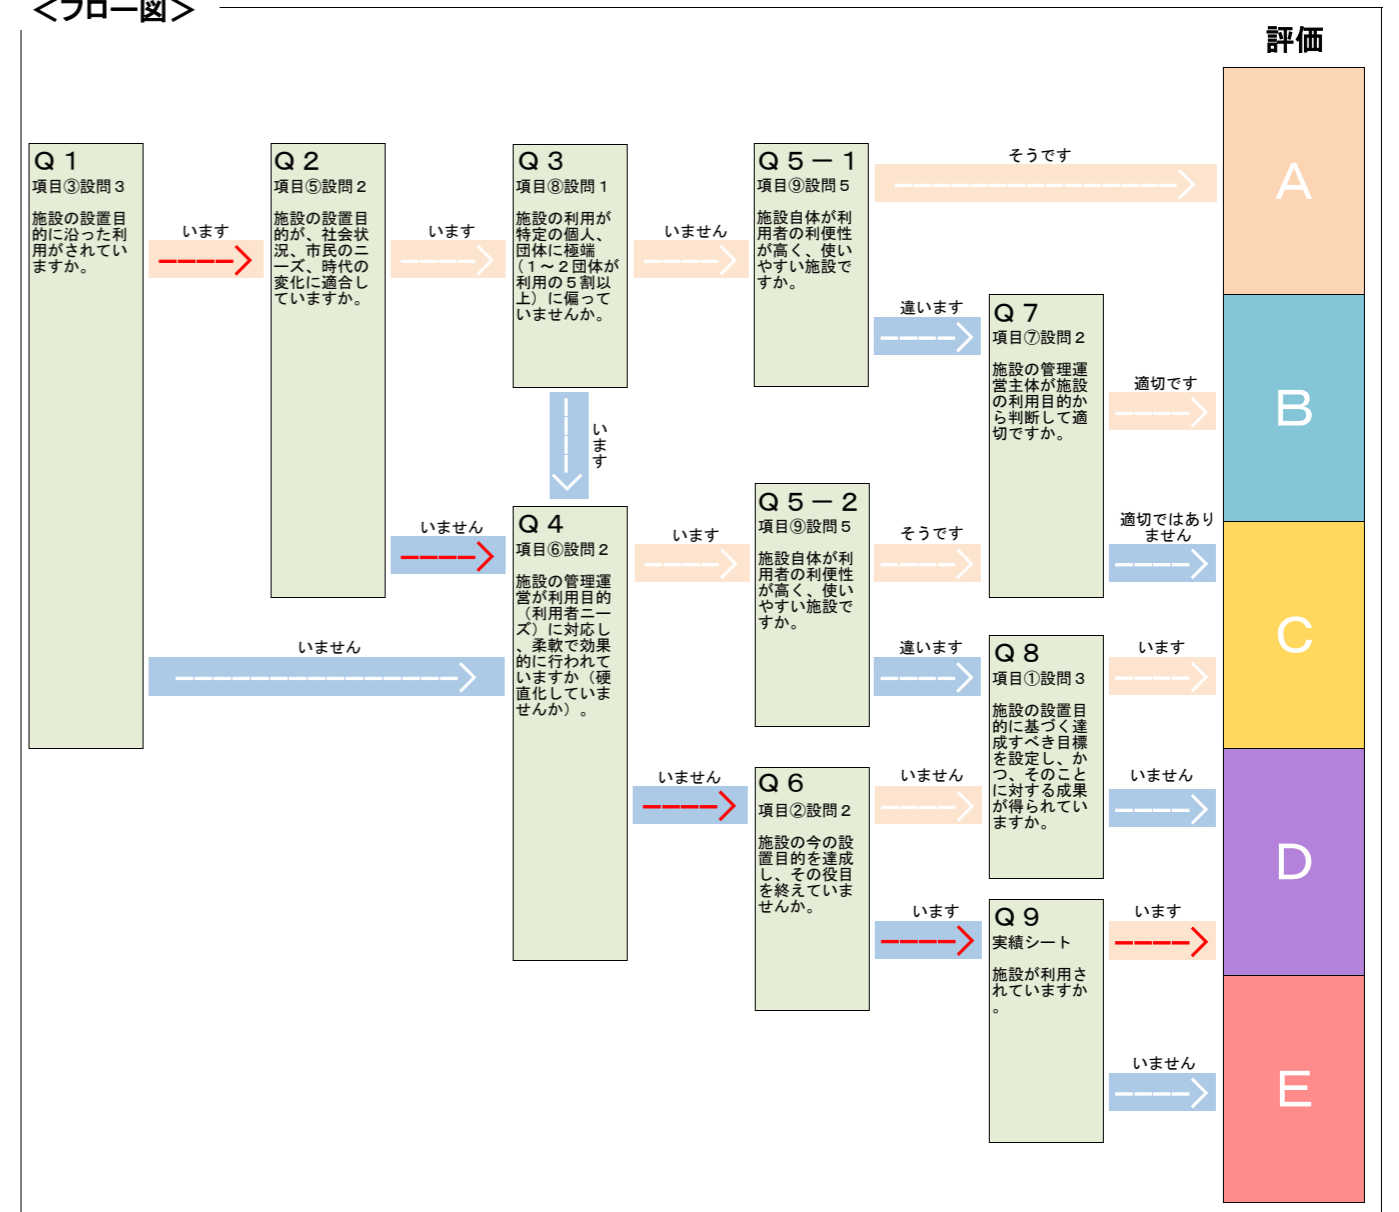 ＜フロー図＞
評価
Ｑ１
項目③設問３
施設の設置目
的に沿った利
用がされてい
ますか。
います
いません
Ｑ２
項目⑤設問２
施設の設置目
的が、社会状
況、市民のニ
ーズ、時代の
変化に適合し
ていますか。
います
いません
Ｑ３
項目⑧設問１
施設の利用が
特定の個人、
団体に極端
（１～２団体が
利用の５割以
上）に偏って
いませんか。
いません
います
Ｑ４
項目⑥設問２
施設の管理運
営が利用目的
（利用者ニー
ズ）に対応し
、柔軟で効果
的に行われて
いますか（硬
直化していま
せんか）。
います
いません
Ｑ５－１
項目⑨設問５
施設自体が利
用者の利便性
が高く、使い
やすい施設で
すか。
そうです
違います
Ｑ５－２
項目⑨設問５
施設自体が利
用者の利便性
が高く、使い
やすい施設で
すか。
そうです
違います
Ｑ６
項目②設問２
施設の今の設
置目的を達成
し、その役目
を終えていま
せんか。
いません
います
Ｑ７
項目⑦設問２
施設の管理運
営主体が施設
の利用目的か
ら判断して適
切ですか。
適切です
適切ではあり
ません
Ｑ８
項目①設問３
施設の設置目
的に基づく達
成すべき目標
を設定し、か
つ、そのこと
に対する成果
が得られてい
ますか。
います
いません
Ｑ９
実績シート
施設が利用さ
れていますか
。
います
いません
Ａ
Ｂ
Ｃ
Ｄ
Ｅ